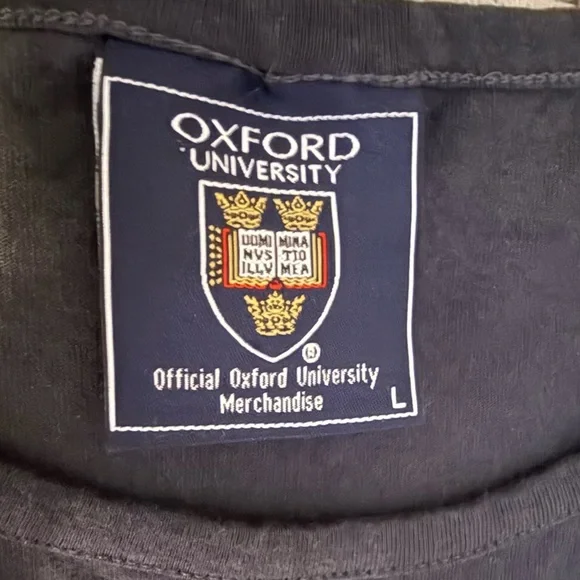 OXFORD
UNIVERSITY
DOMI MINA
NVS TIO
ILLV MEA
®
Official Oxford University
Merchandise
L